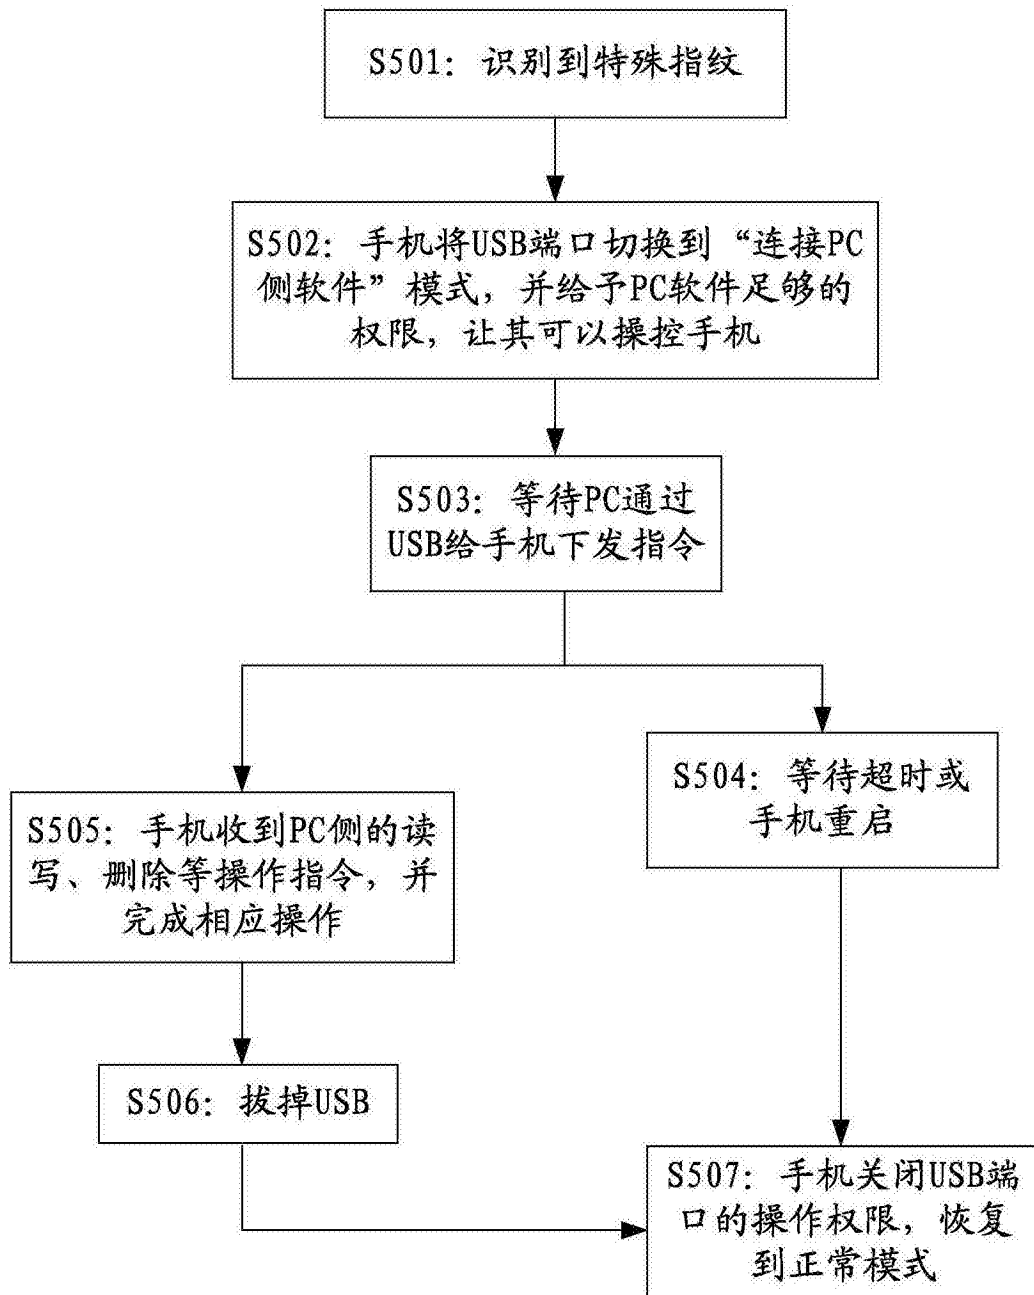 S501：识别到特殊指纹
S502：手机将USB端口切换到“连接PC
侧软件”模式，并给予PC软件足够的
权限，让其可以操控手机
S503：等待PC通过
USB给手机下发指令
S504：等待超时或
手机重启
S505：手机收到PC侧的读
写、删除等操作指令，并
完成相应操作
S506：拔掉USB
S507：手机关闭USB端
口的操作权限，恢复
到正常模式